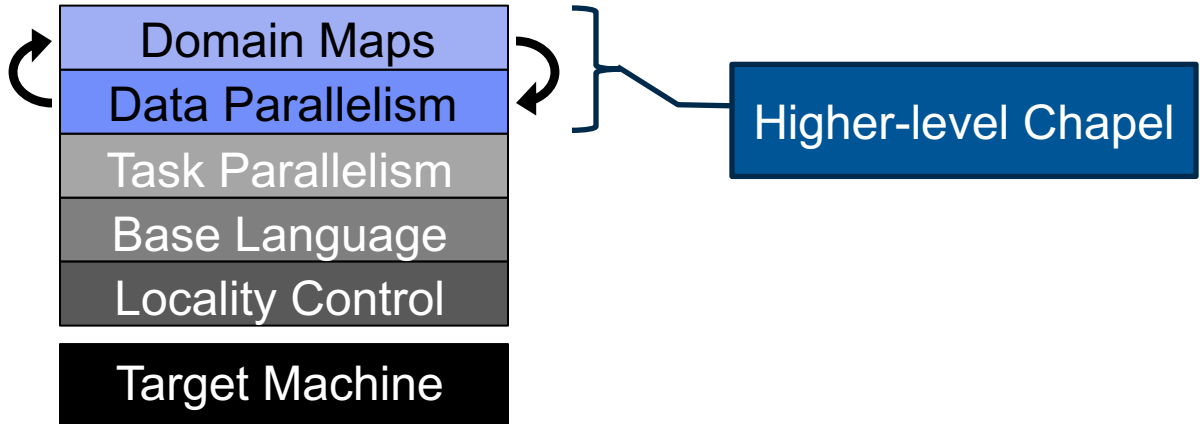 Domain Maps
Data Parallelism
Higher-level Chapel
Task Parallelism
Base Language
Locality Control
Target Machine